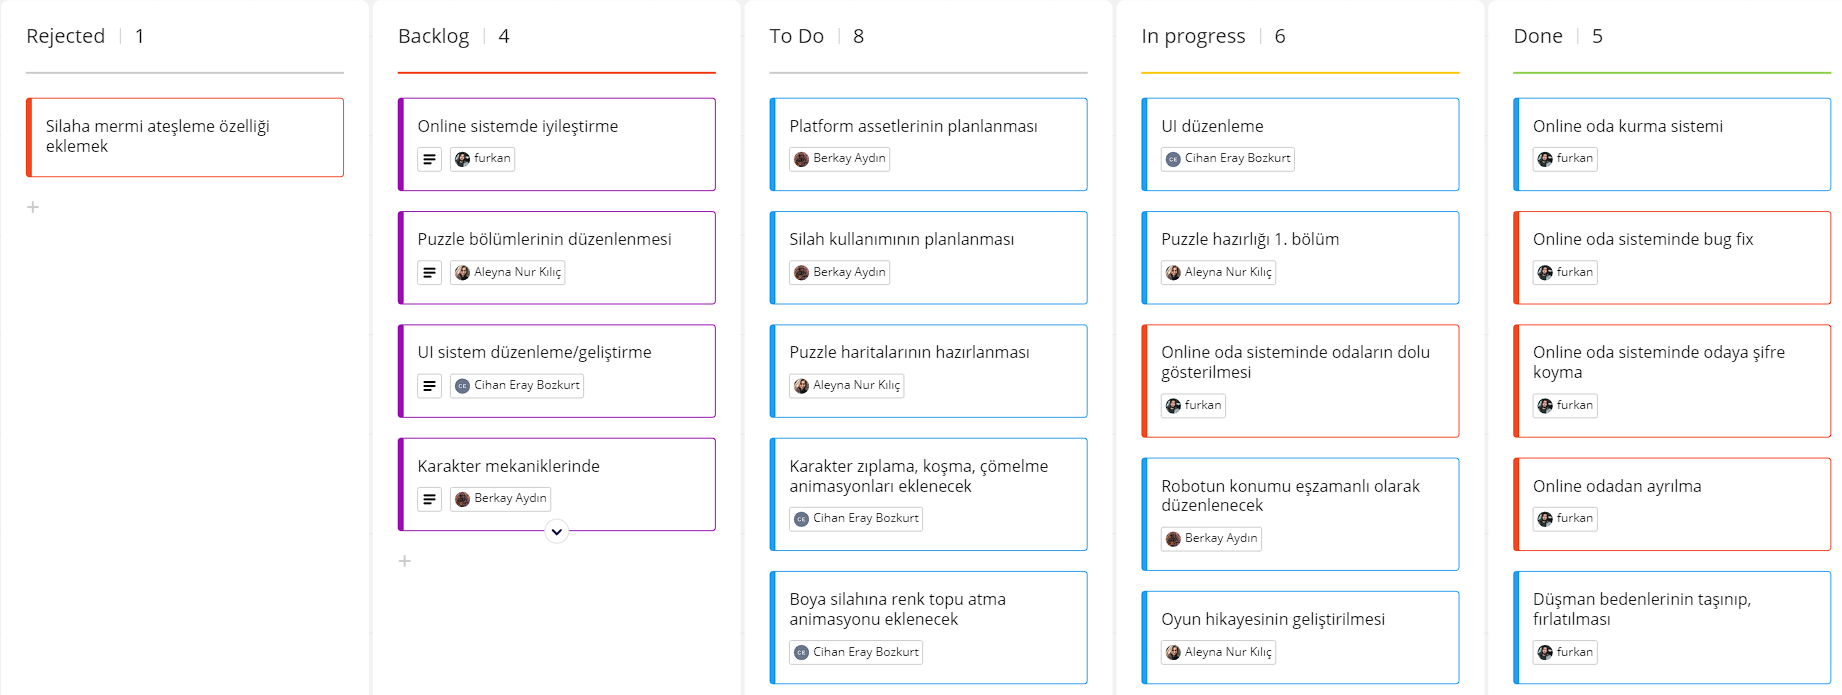 Rejected 1
Silaha mermi ateşleme özelliği
eklemek
Backlog 4
Online sistemde iyileştirme
furkan
Puzzle bölümlerinin düzenlenmesi
Aleyna Nur Kılıç
UI sistem düzenleme/geliştirme
CE Cihan Eray Bozkurt
Karakter mekaniklerinde
Berkay Aydın
To Do 8
Platform assetlerinin planlanması
Berkay Aydın
Silah kullanımının planlanması
Berkay Aydın
Puzzle haritalarının hazırlanması
Aleyna Nur Kılıç
Karakter zıplama, koşma, çömelme
animasyonları eklenecek
CE Cihan Eray Bozkurt
Boya silahına renk topu atma
animasyonu eklenecek
CE Cihan Eray Bozkurt
In progress 6
UI düzenleme
CE Cihan Eray Bozkurt
Puzzle hazırlığı 1. bölüm
Aleyna Nur Kılıç
Online oda sisteminde odaların dolu
gösterilmesi
furkan
Robotun konumu eşzamanlı olarak
düzenlenecek
Berkay Aydın
Oyun hikayesinin geliştirilmesi
Aleyna Nur Kılıç
Done 5
Online oda kurma sistemi
furkan
Online oda sisteminde bug fix
furkan
Online oda sisteminde odaya şifre
koyma
furkan
Online odadan ayrılma
furkan
Düşman bedenlerinin taşınıp,
fırlatılması
furkan